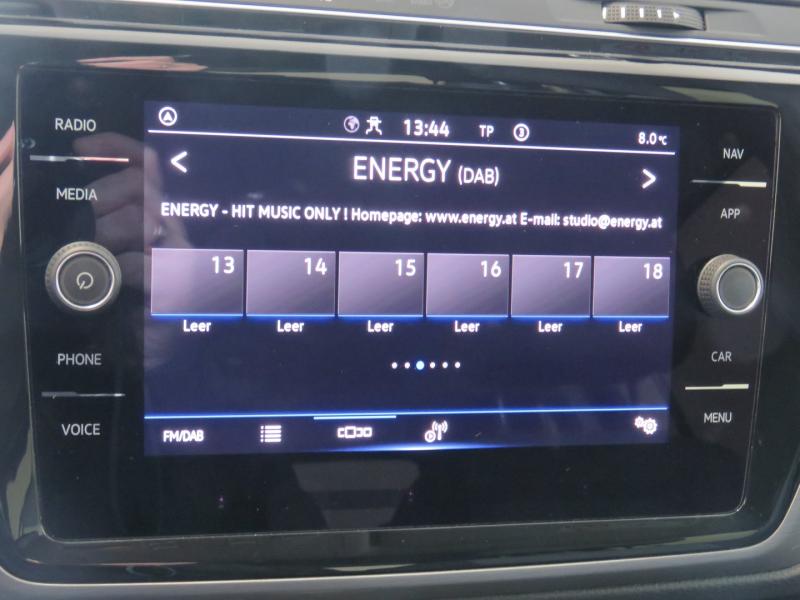 RADIO
MEDIA
PHONE
VOICE
13:44 TP 3 8.0°C
< ENERGY (DAB) >
ENERGY - HIT MUSIC ONLY ! Homepage: www.energy.at E-mail: studio@energy.at
13 14 15 16 17 18
Leer Leer Leer Leer Leer Leer
FM/DAB
NAV
APP
CAR
MENU